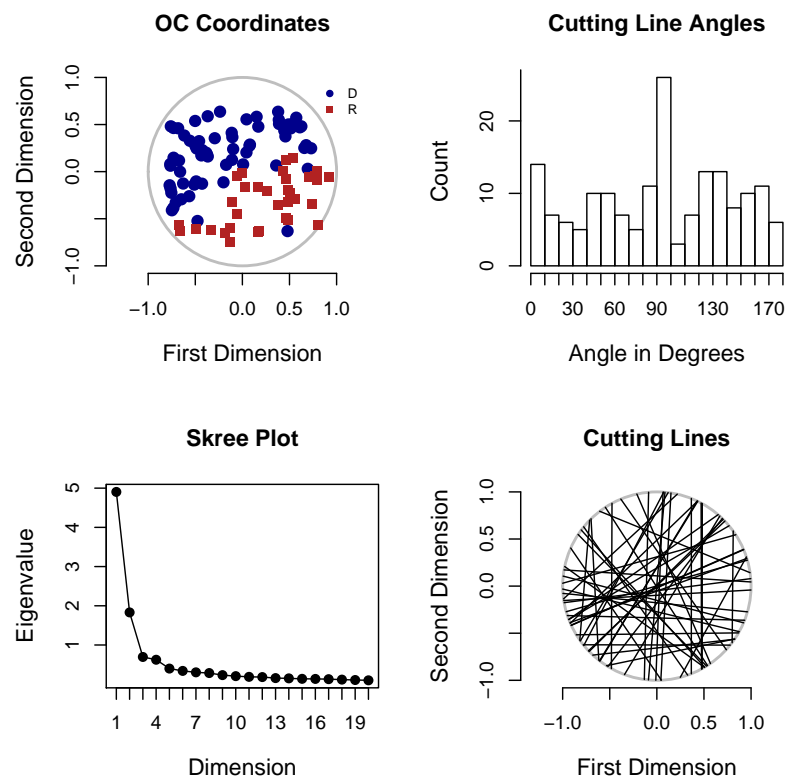 OC Coordinates
Second Dimension
1.0
0.5
0.0
−1.0
D
R
−1.0
0.0
0.5
1.0
First Dimension
Cutting Line Angles
Count
20
10
0
0
30
60
90
130
170
Angle in Degrees
Skree Plot
Eigenvalue
5
4
3
2
1
1
4
7
10
13
16
19
Dimension
Cutting Lines
Second Dimension
1.0
0.5
0.0
−1.0
−1.0
0.0
0.5
1.0
First Dimension